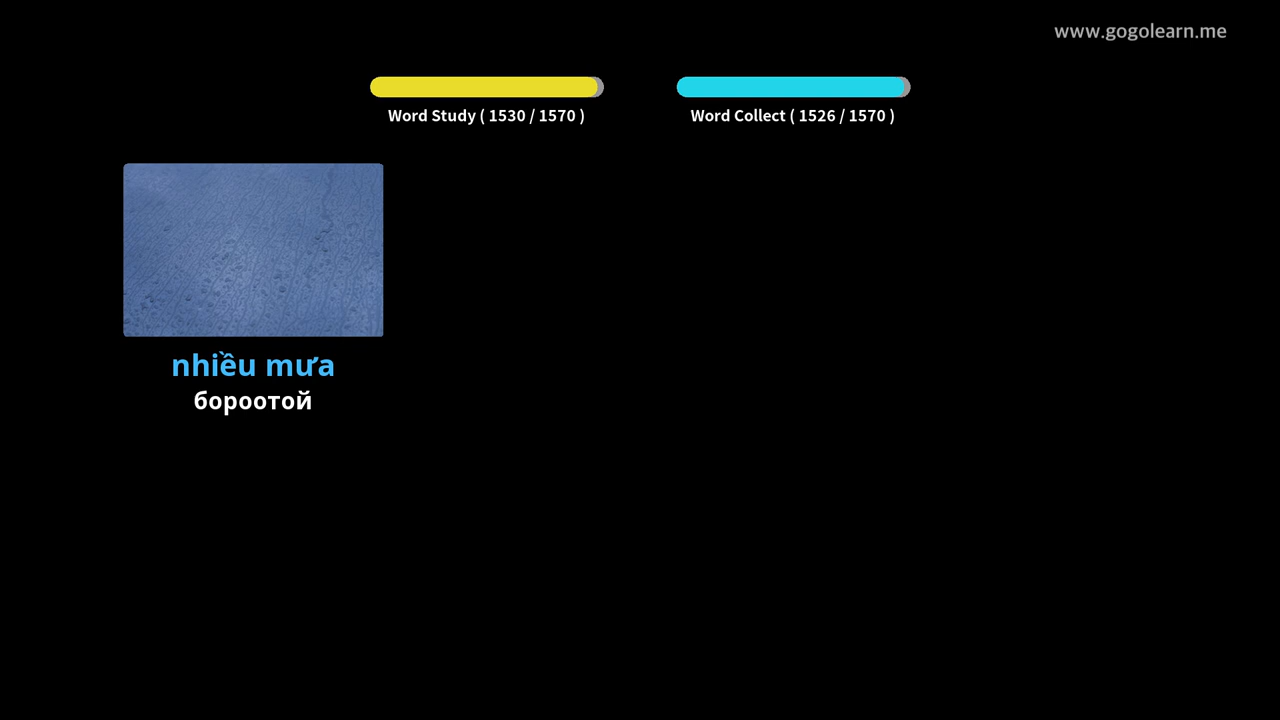 www.gogolearn.me
Word Study ( 1530 / 1570 )
Word Collect ( 1526 / 1570 )
nhiều mưa
бороотой